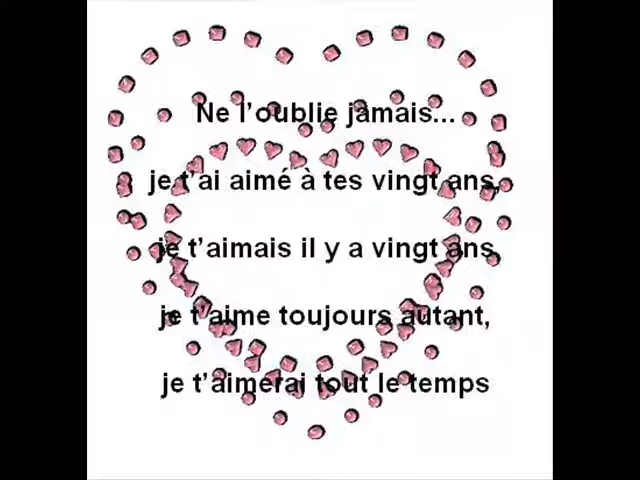 Ne l'oublie jamais...
je t'ai aimé à tes vingt ans,
je t'aimais il y a vingt ans,
je t'aime toujours autant,
je t'aimerai tout le temps